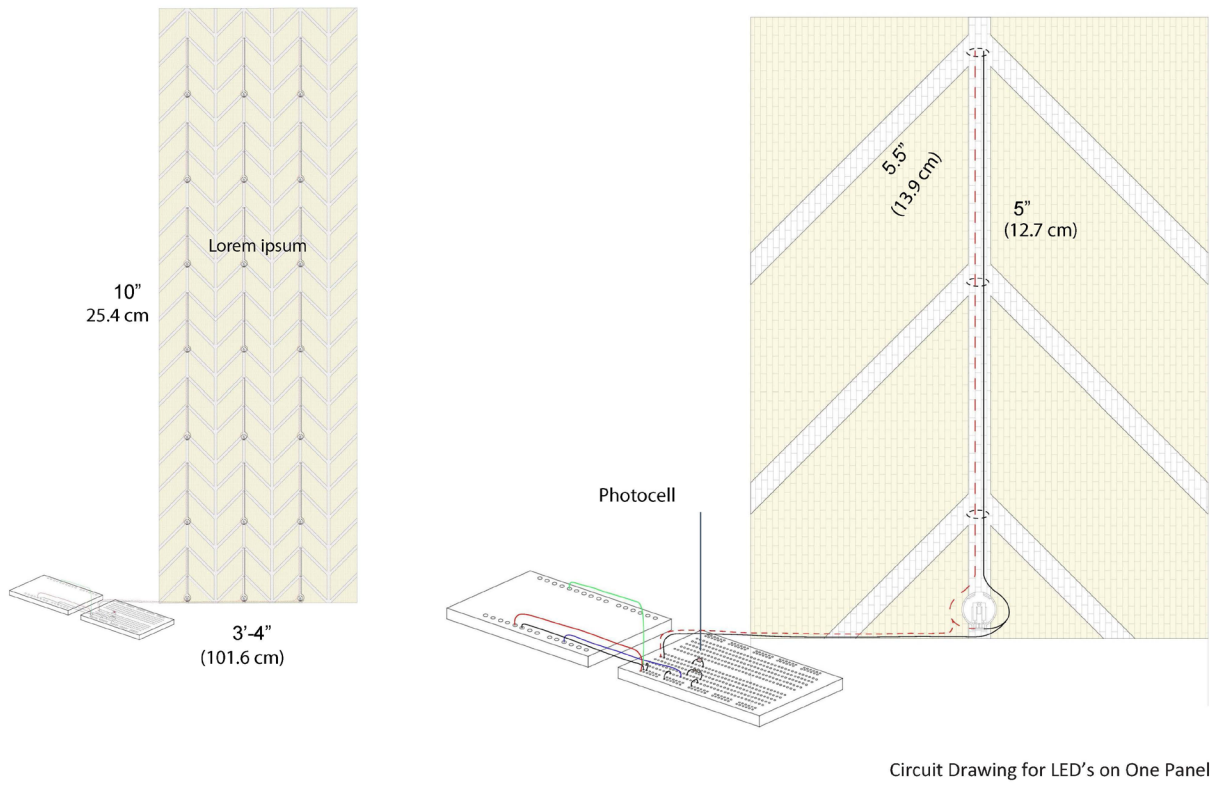 Lorem ipsum
10”
25.4 cm
3’-4”
(101.6 cm)
5.5”
(13.9 cm)
5”
(12.7 cm)
Photocell
Circuit Drawing for LED’s on One Panel